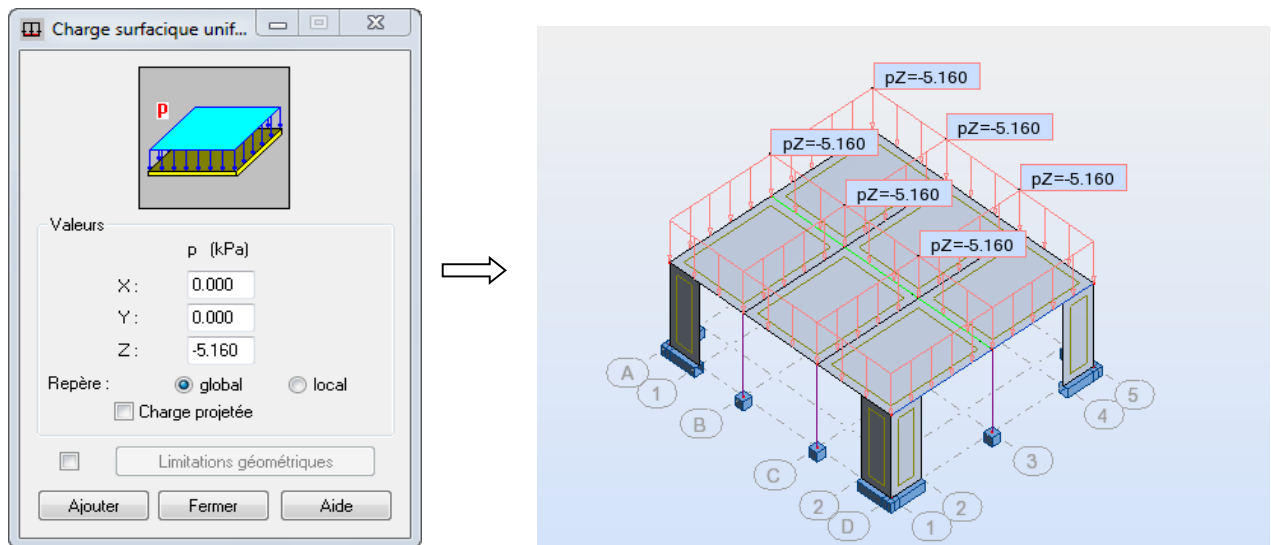 Charge surfacique unif...
p
Valeurs
p (kPa)
X : 0.000
Y : 0.000
Z : -5.160
Repère : global local
Charge projetée
Limitations géométriques
Ajouter Fermer Aide
pZ=-5.160
pZ=-5.160
pZ=-5.160
pZ=-5.160
pZ=-5.160
pZ=-5.160
A
1
B
C
2
D
1
2
3
4
5